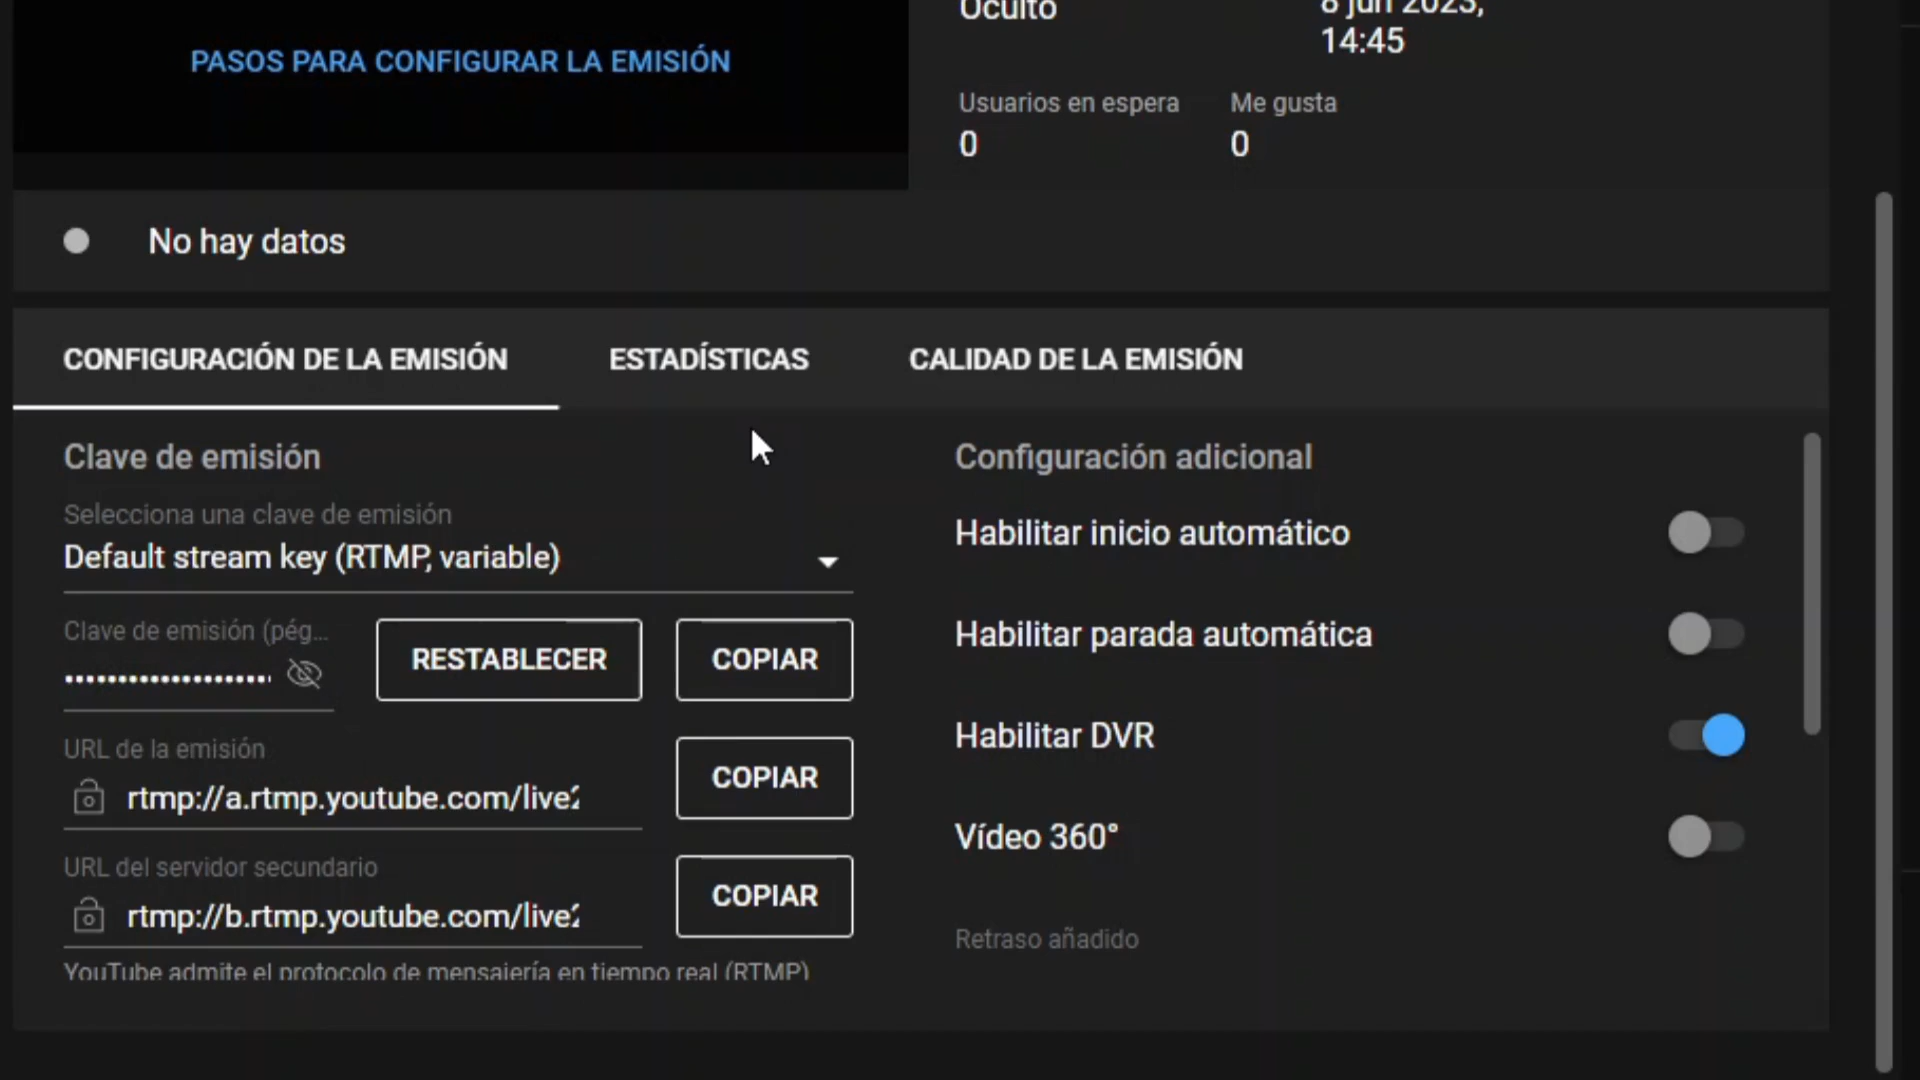 Oculto
8 jun 2023,
14:45
PASOS PARA CONFIGURAR LA EMISIÓN
Usuarios en espera
0
Me gusta
0
No hay datos
CONFIGURACIÓN DE LA EMISIÓN
ESTADÍSTICAS
CALIDAD DE LA EMISIÓN
Clave de emisión
Selecciona una clave de emisión
Default stream key (RTMP, variable)
Clave de emisión (pég...
RESTABLECER
COPIAR
URL de la emisión
rtmp://a.rtmp.youtube.com/live2
COPIAR
URL del servidor secundario
rtmp://b.rtmp.youtube.com/live2
COPIAR
YouTube admite el protocolo de mensajería en tiempo real (RTMP)
Configuración adicional
Habilitar inicio automático
Habilitar parada automática
Habilitar DVR
Vídeo 360°
Retraso añadido